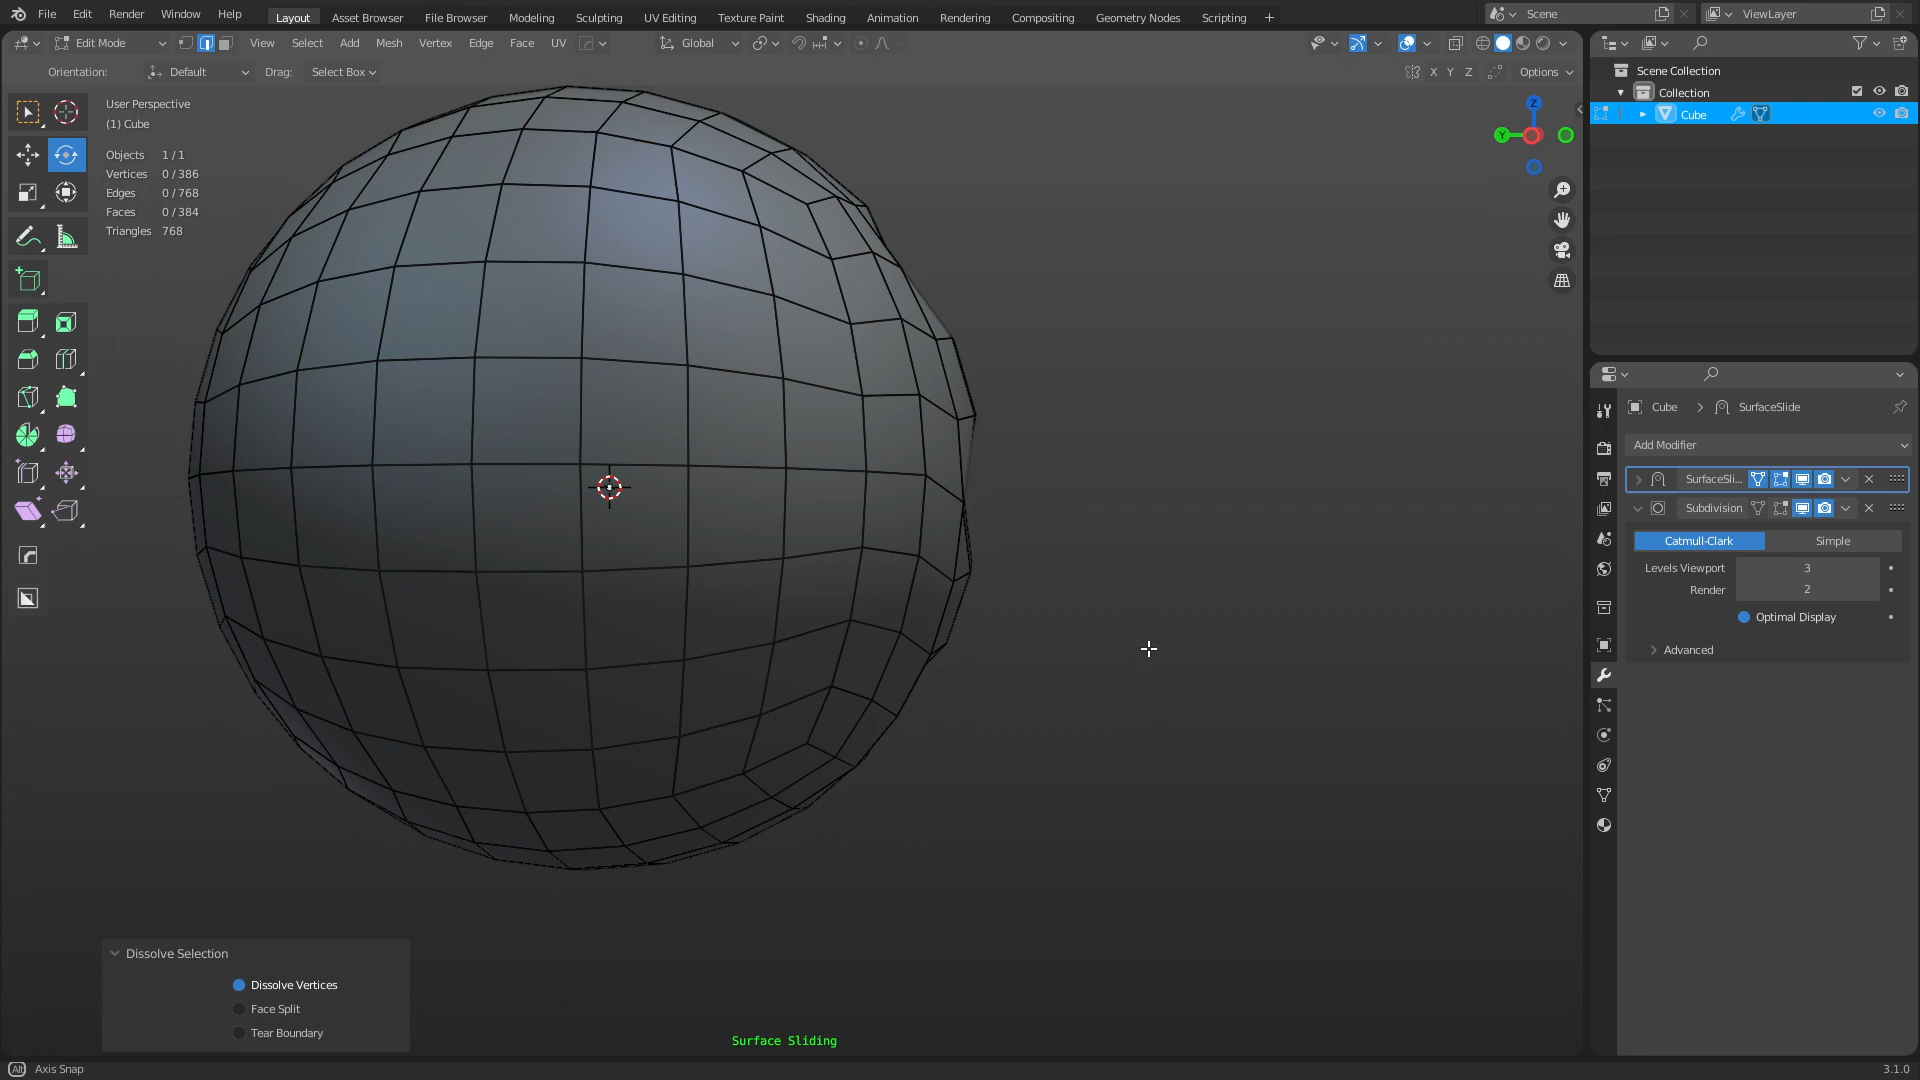 File Edit Render Window Help Layout Asset Browser File Browser Modeling Sculpting UV Editing Texture Paint Shading Animation Rendering Compositing Geometry Nodes Scripting + Scene ViewLayer
Edit Mode View Select Add Mesh Vertex Edge Face UV Global
Orientation: Default Drag: Select Box X Y Z Options
User Perspective
(1) Cube
Objects 1 / 1
Vertices 0 / 386
Edges 0 / 768
Faces 0 / 384
Triangles 768
Z
Y
Scene Collection
Collection
Cube
Cube > SurfaceSlide
Add Modifier
SurfaceSli...
Subdivision
Catmull-Clark Simple
Levels Viewport 3
Render 2
Optimal Display
Advanced
Dissolve Selection
Dissolve Vertices
Face Split
Tear Boundary
Surface Sliding
Alt Axis Snap
3.1.0